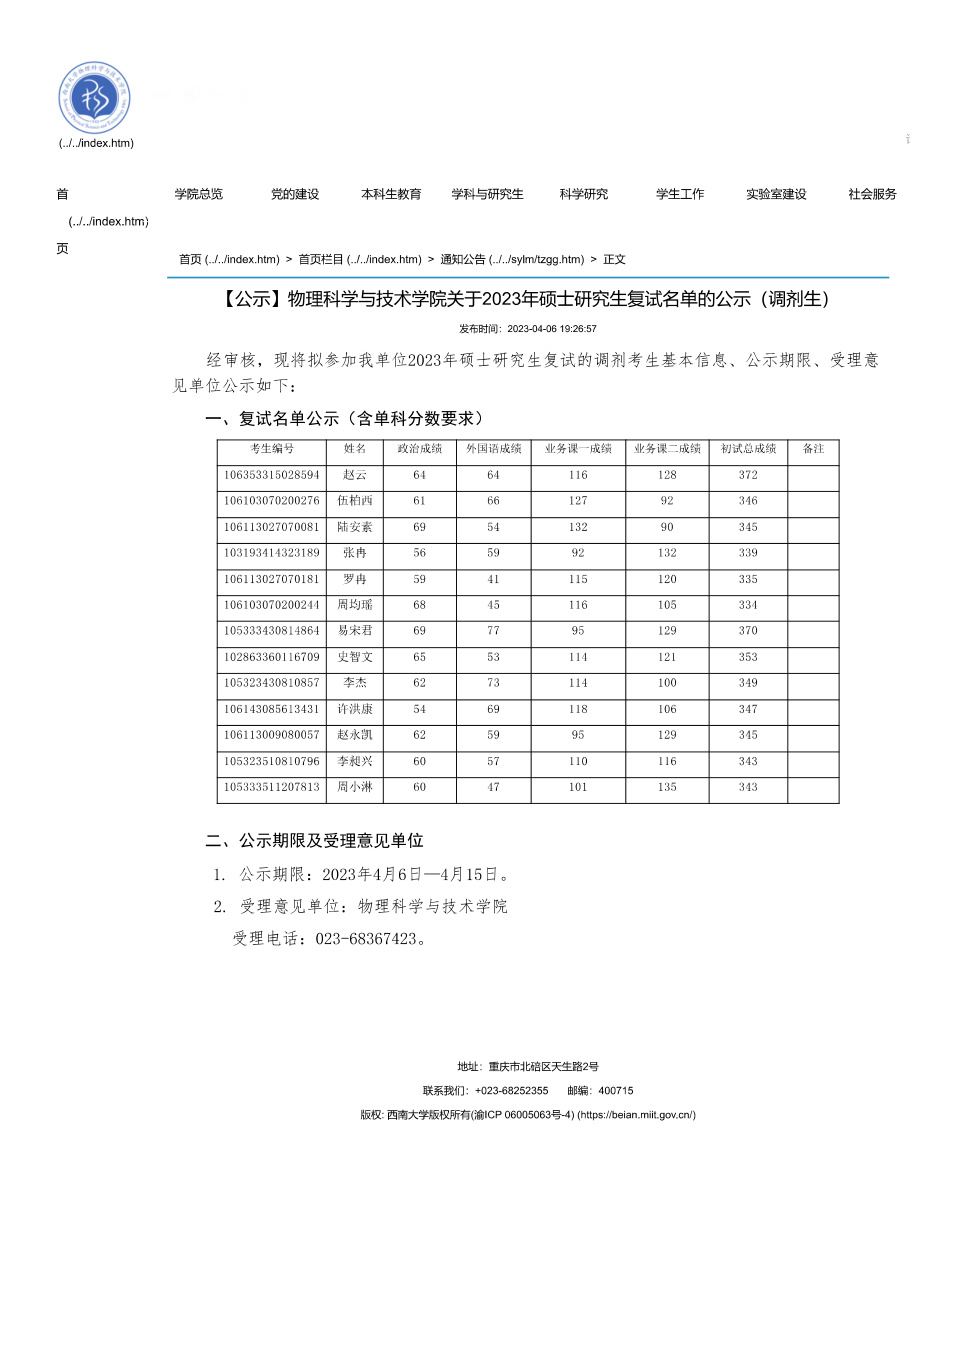 (../../index.htm)
首 学院总览 党的建设 本科生教育 学科与研究生 科学研究 学生工作 实验室建设 社会服务
(../../index.htm)
页
首页 (../../index.htm) > 首页栏目 (../../index.htm) > 通知公告 (../../sylm/tzgg.htm) > 正文
【公示】物理科学与技术学院关于2023年硕士研究生复试名单的公示（调剂生）
发布时间：2023-04-06 19:26:57
经审核，现将拟参加我单位2023年硕士研究生复试的调剂考生基本信息、公示期限、受理意
见单位公示如下：
一、复试名单公示（含单科分数要求）
考生编号 姓名 政治成绩 外国语成绩 业务课一成绩 业务课二成绩 初试总成绩 备注
106353315028594 赵云 64 64 116 128 372
106103070200276 伍柏西 61 66 127 92 346
106113027070081 陆安素 69 54 132 90 345
103193414323189 张冉 56 59 92 132 339
106113027070181 罗冉 59 41 115 120 335
106103070200244 周均瑶 68 45 116 105 334
105333430814864 易宋君 69 77 95 129 370
102863360116709 史智文 65 53 114 121 353
105323430810857 李杰 62 73 114 100 349
106143085613431 许洪康 54 69 118 106 347
106113009080057 赵永凯 62 59 95 129 345
105323510810796 李昶兴 60 57 110 116 343
105333511207813 周小淋 60 47 101 135 343
二、公示期限及受理意见单位
1. 公示期限：2023年4月6日—4月15日。
2. 受理意见单位：物理科学与技术学院
受理电话：023-68367423。
地址：重庆市北碚区天生路2号
联系我们：+023-68252355 邮编：400715
版权: 西南大学版权所有(渝ICP 06005063号-4) (https://beian.miit.gov.cn/)